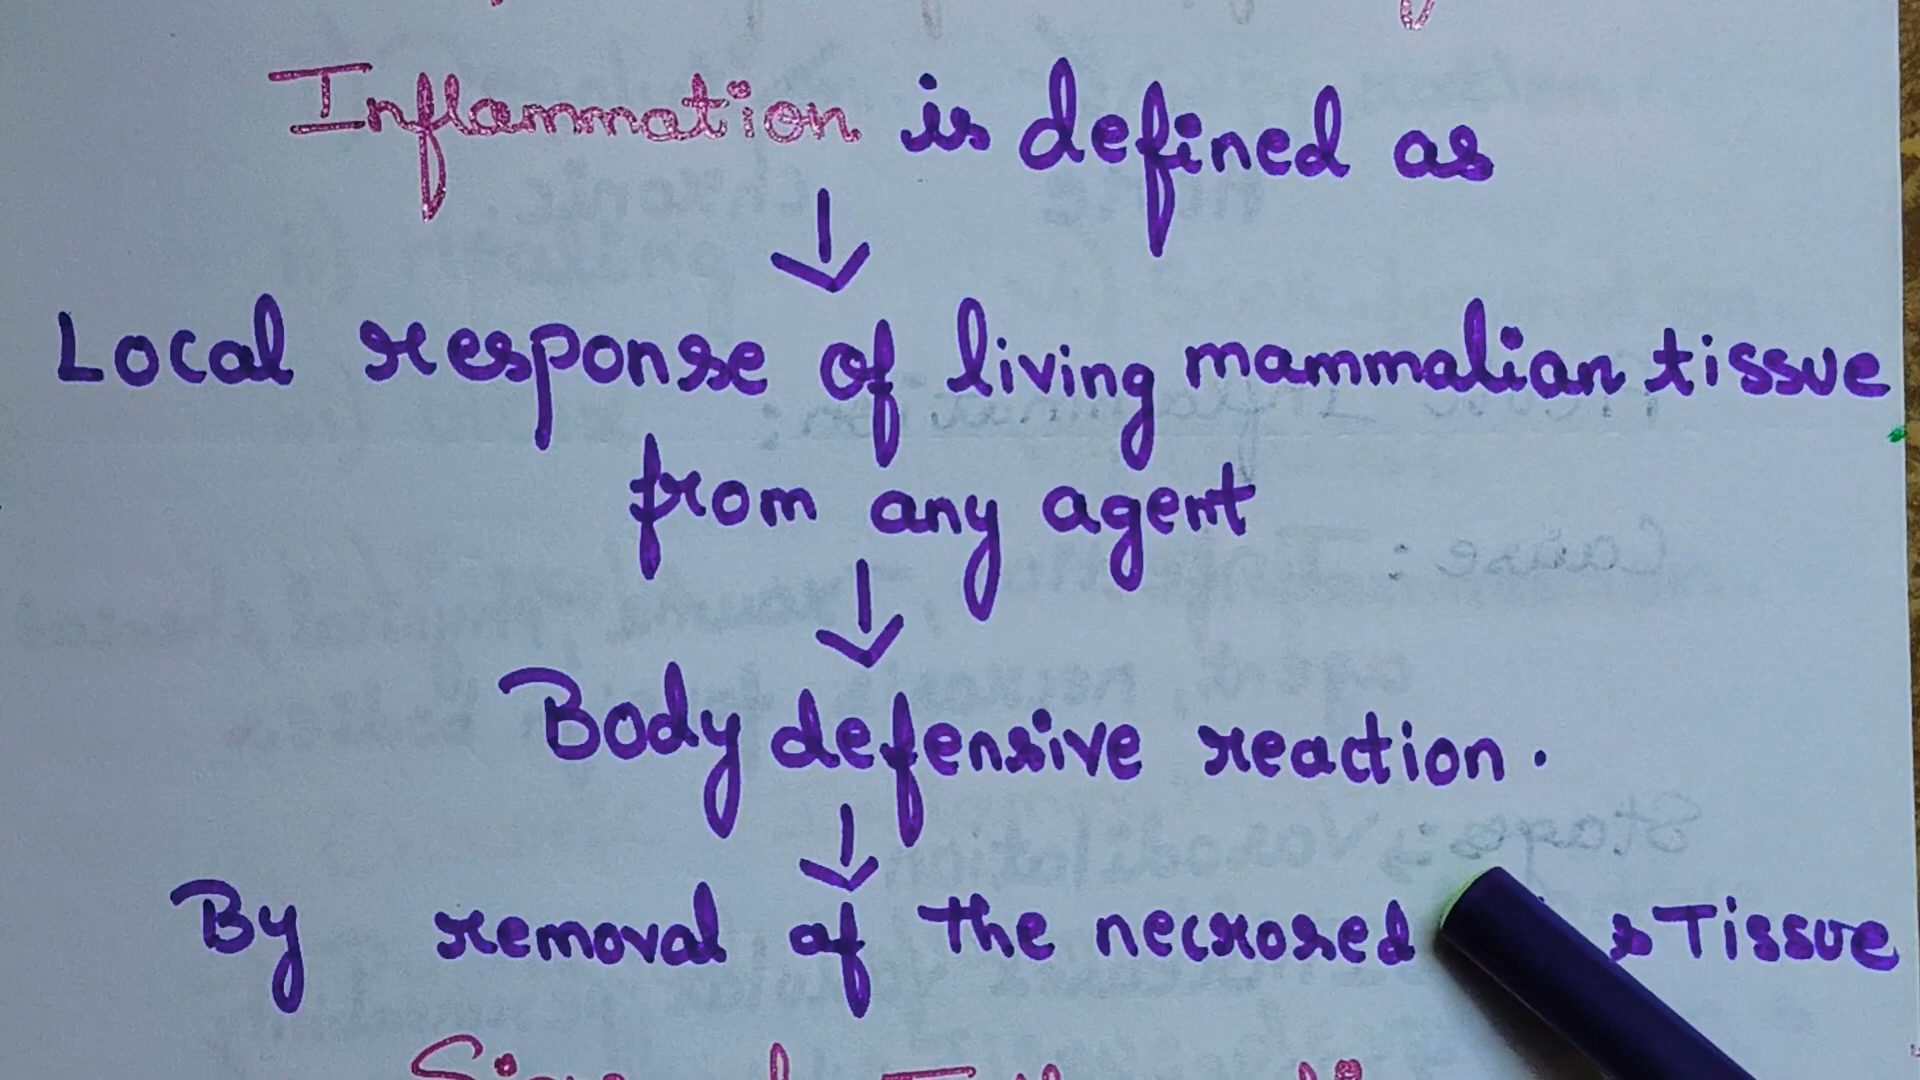 Inflammation is defined as
↓
Local response of living mammalian tissue
from any agent
↓
Body defensive reaction.
↓
By removal of the necrosed Tissue